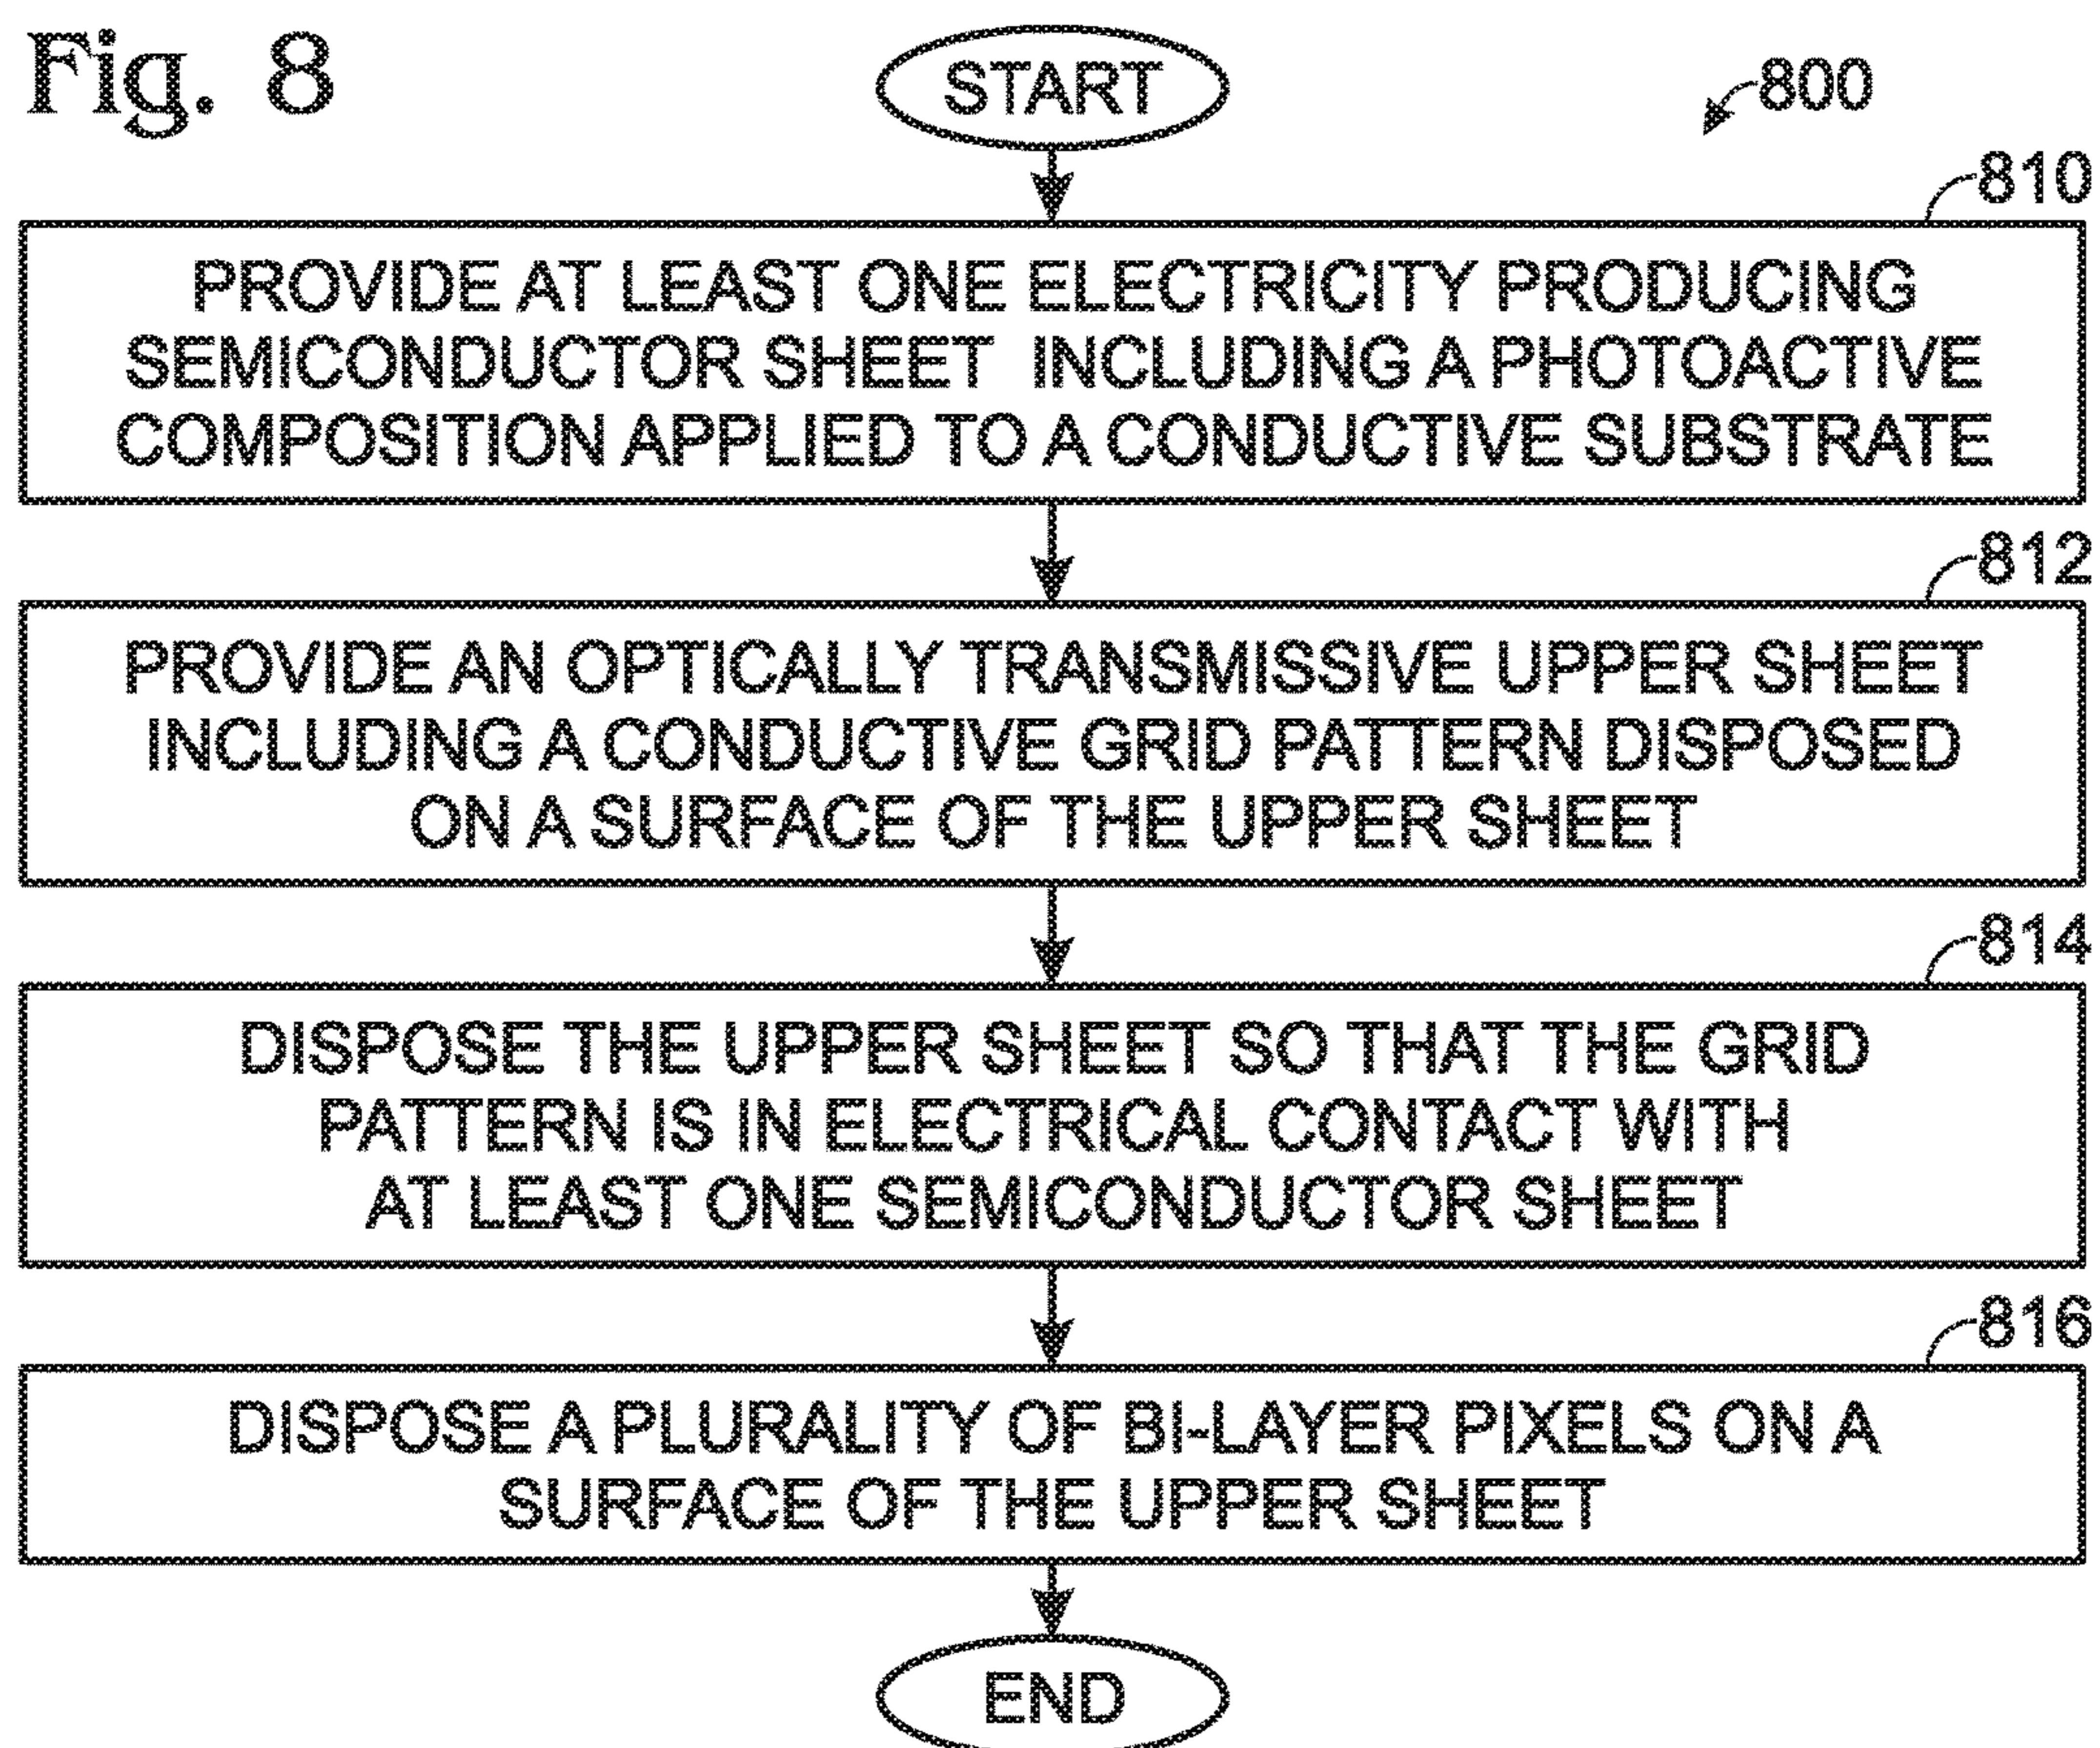 Fig. 8
START
800
810
PROVIDE AT LEAST ONE ELECTRICITY PRODUCING
SEMICONDUCTOR SHEET INCLUDING A PHOTOACTIVE
COMPOSITION APPLIED TO A CONDUCTIVE SUBSTRATE
812
PROVIDE AN OPTICALLY TRANSMISSIVE UPPER SHEET
INCLUDING A CONDUCTIVE GRID PATTERN DISPOSED
ON A SURFACE OF THE UPPER SHEET
814
DISPOSE THE UPPER SHEET SO THAT THE GRID
PATTERN IS IN ELECTRICAL CONTACT WITH
AT LEAST ONE SEMICONDUCTOR SHEET
816
DISPOSE A PLURALITY OF BI-LAYER PIXELS ON A
SURFACE OF THE UPPER SHEET
END